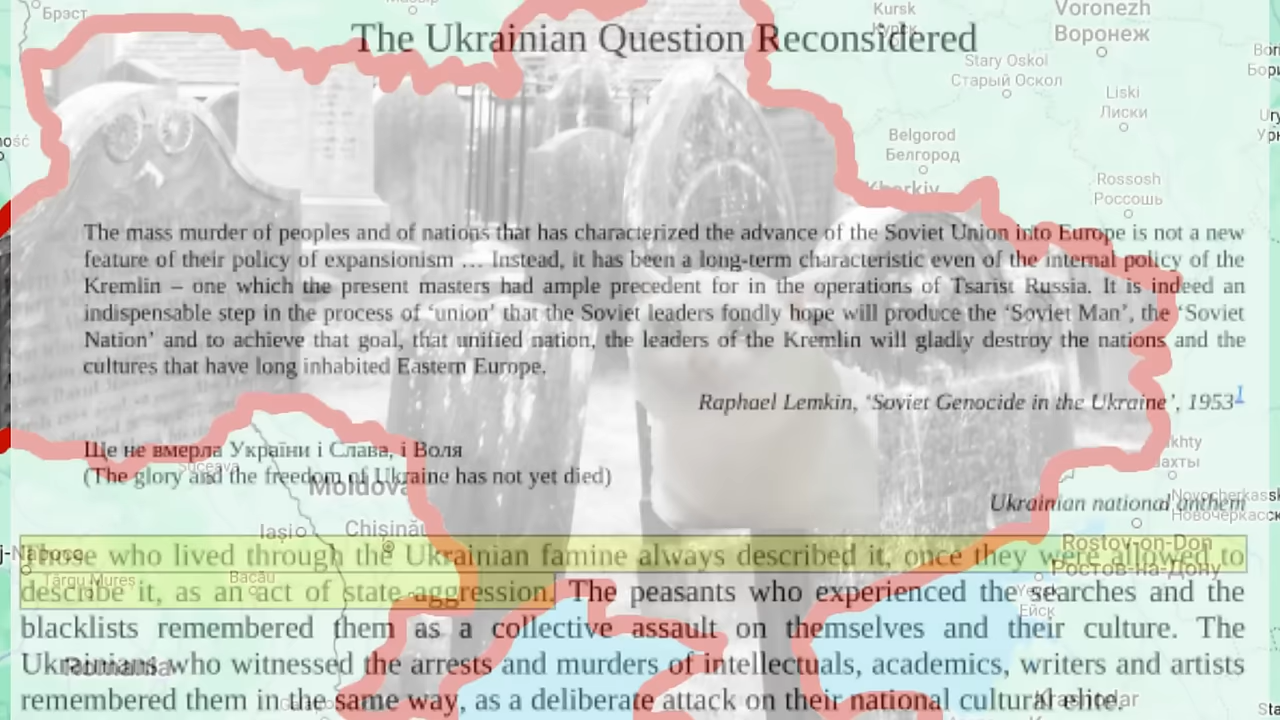 Брэст
Kursk
Курск
Voronezh
Воронеж
The Ukrainian Question Reconsidered
Stary Oskol
Старый Оскол
Liski
Лиски
Belgorod
Белгород
Kharkiv
Rossosh
Россошь
The mass murder of peoples and of nations that has characterized the advance of the Soviet Union into Europe is not a new
feature of their policy of expansionism … Instead, it has been a long-term characteristic even of the internal policy of the
Kremlin – one which the present masters had ample precedent for in the operations of Tsarist Russia. It is indeed an
indispensable step in the process of ‘union’ that the Soviet leaders fondly hope will produce the ‘Soviet Man’, the ‘Soviet
Nation’ and to achieve that goal, that unified nation, the leaders of the Kremlin will gladly destroy the nations and the
cultures that have long inhabited Eastern Europe.
Raphael Lemkin, ‘Soviet Genocide in the Ukraine’, 19531
Ще не вмерла України і Слава, і Воля
Suceava
(The glory and the freedom of Ukraine has not yet died)
Moldova
Ukrainian national anthem
Iași
Chișinău
Those who lived through the Ukrainian famine always described it, once they were allowed to
Rostov-on-Don
Ростов-на-Дону
Târgu Mureș
Bacău
describe it, as an act of state aggression. The peasants who experienced the searches and the
Ейск
blacklists remembered them as a collective assault on themselves and their culture. The
Ukrainians who witnessed the arrests and murders of intellectuals, academics, writers and artists
Romania
remembered them in the same way, as a deliberate attack on their national cultural elite.
Krasnodar